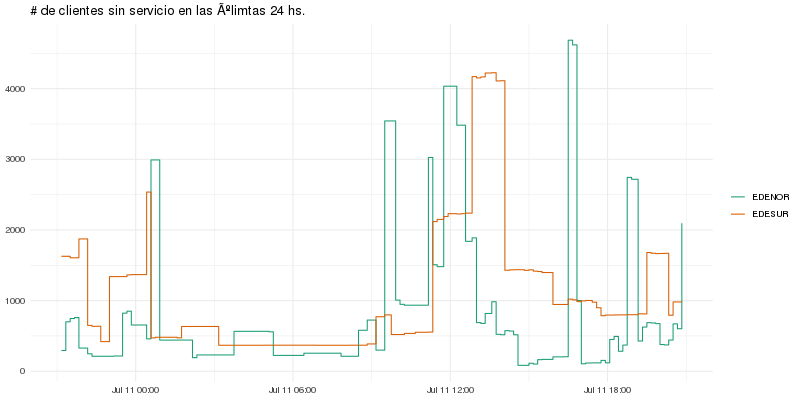 # de clientes sin servicio en las Ãºlimtas 24 hs.
4000
3000
2000
1000
0
Jul 11 00:00
Jul 11 06:00
Jul 11 12:00
Jul 11 18:00
EDENOR
EDESUR